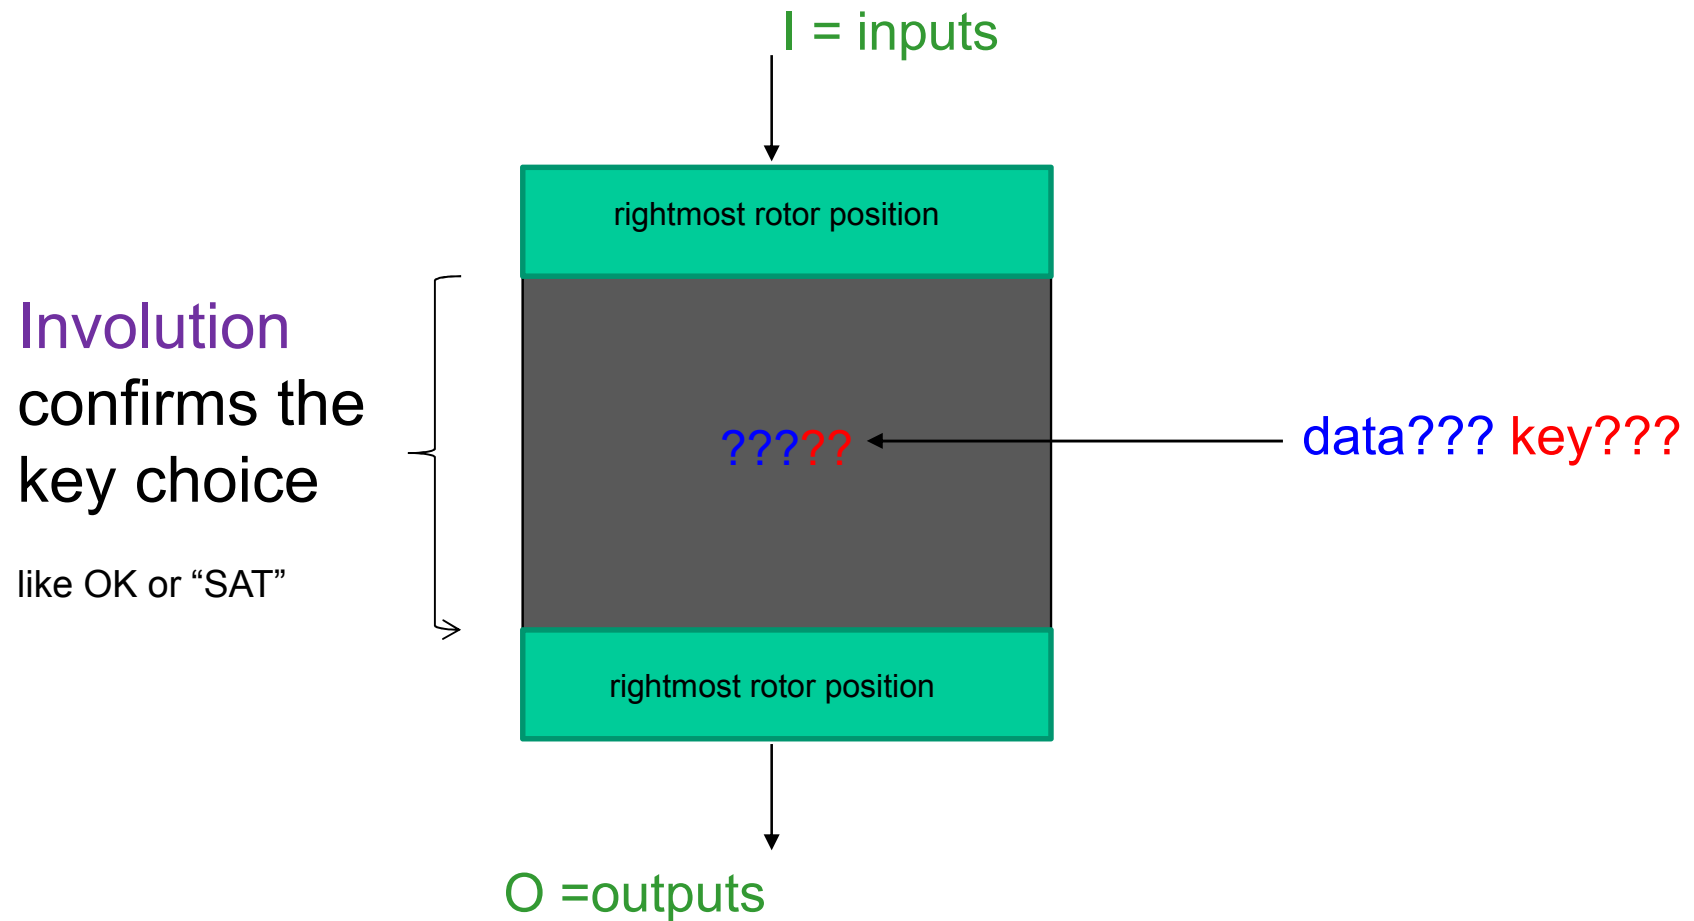 I = inputs
rightmost rotor position
Involution
confirms the
key choice
like OK or “SAT”
?????
data??? key???
rightmost rotor position
O =outputs